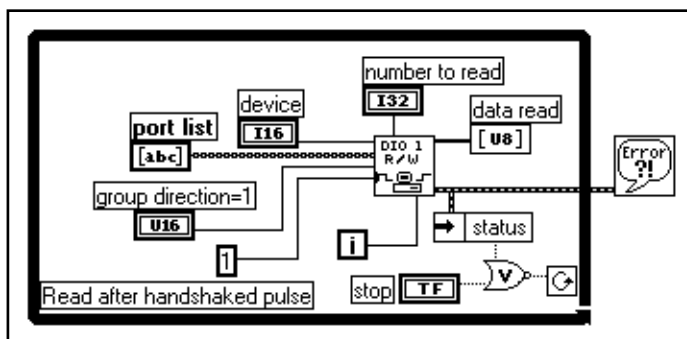 number to read
I32
device
I16
data read
[U8]
port list
[abc]
DIO 1
R/W
Error
?!
group direction=1
U16
status
1
i
stop
TF
V
Read after handshaked pulse